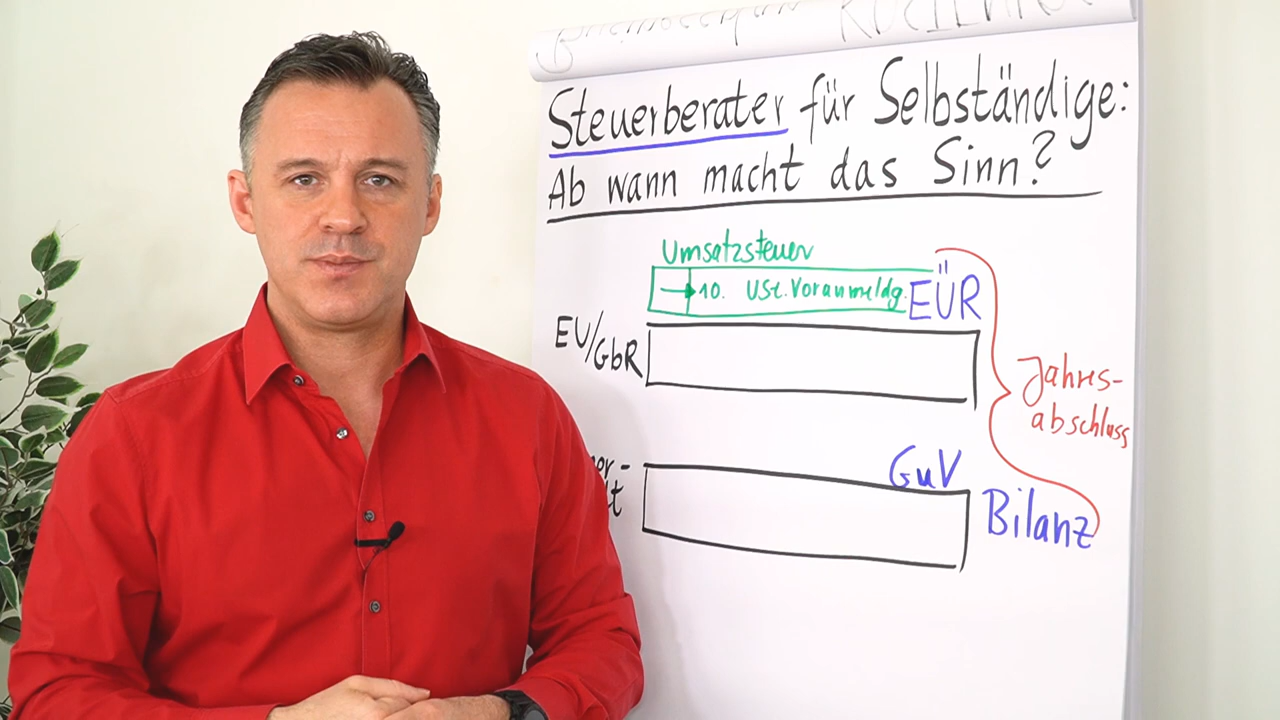 Steuerberater für Selbständige:
Ab wann macht das Sinn?
Umsatzsteuer
10. USt. Voranmeldg.
EÜR
EU/GbR
Jahres-
abschluss
GuV
Bilanz